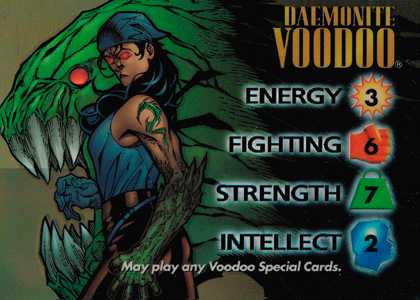 DAEMONITE
VOODOO®
ENERGY 3
FIGHTING 6
STRENGTH 7
INTELLECT 2
May play any Voodoo Special Cards.